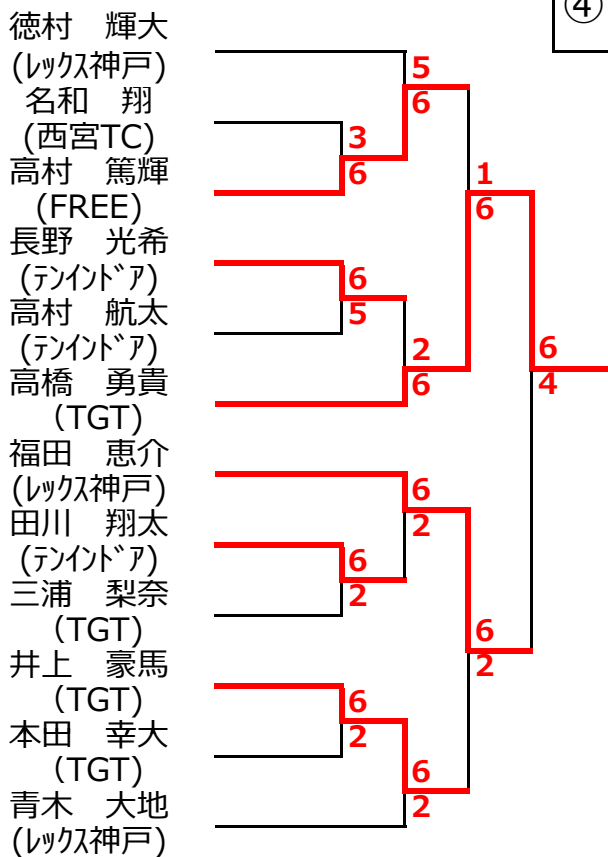 ④
徳村 輝大
(ﾚｯｸｽ神戸)
5
6
名和 翔
(西宮TC)
3
6
高村 篤輝
(FREE)
1
6
長野 光希
(ﾃﾝｲﾝﾄﾞｱ)
6
5
高村 航太
(ﾃﾝｲﾝﾄﾞｱ)
2
6
6
4
高橋 勇貴
(TGT)
福田 恵介
(ﾚｯｸｽ神戸)
6
2
田川 翔太
(ﾃﾝｲﾝﾄﾞｱ)
6
2
三浦 梨奈
(TGT)
6
2
井上 豪馬
(TGT)
6
2
本田 幸大
(TGT)
6
2
青木 大地
(ﾚｯｸｽ神戸)